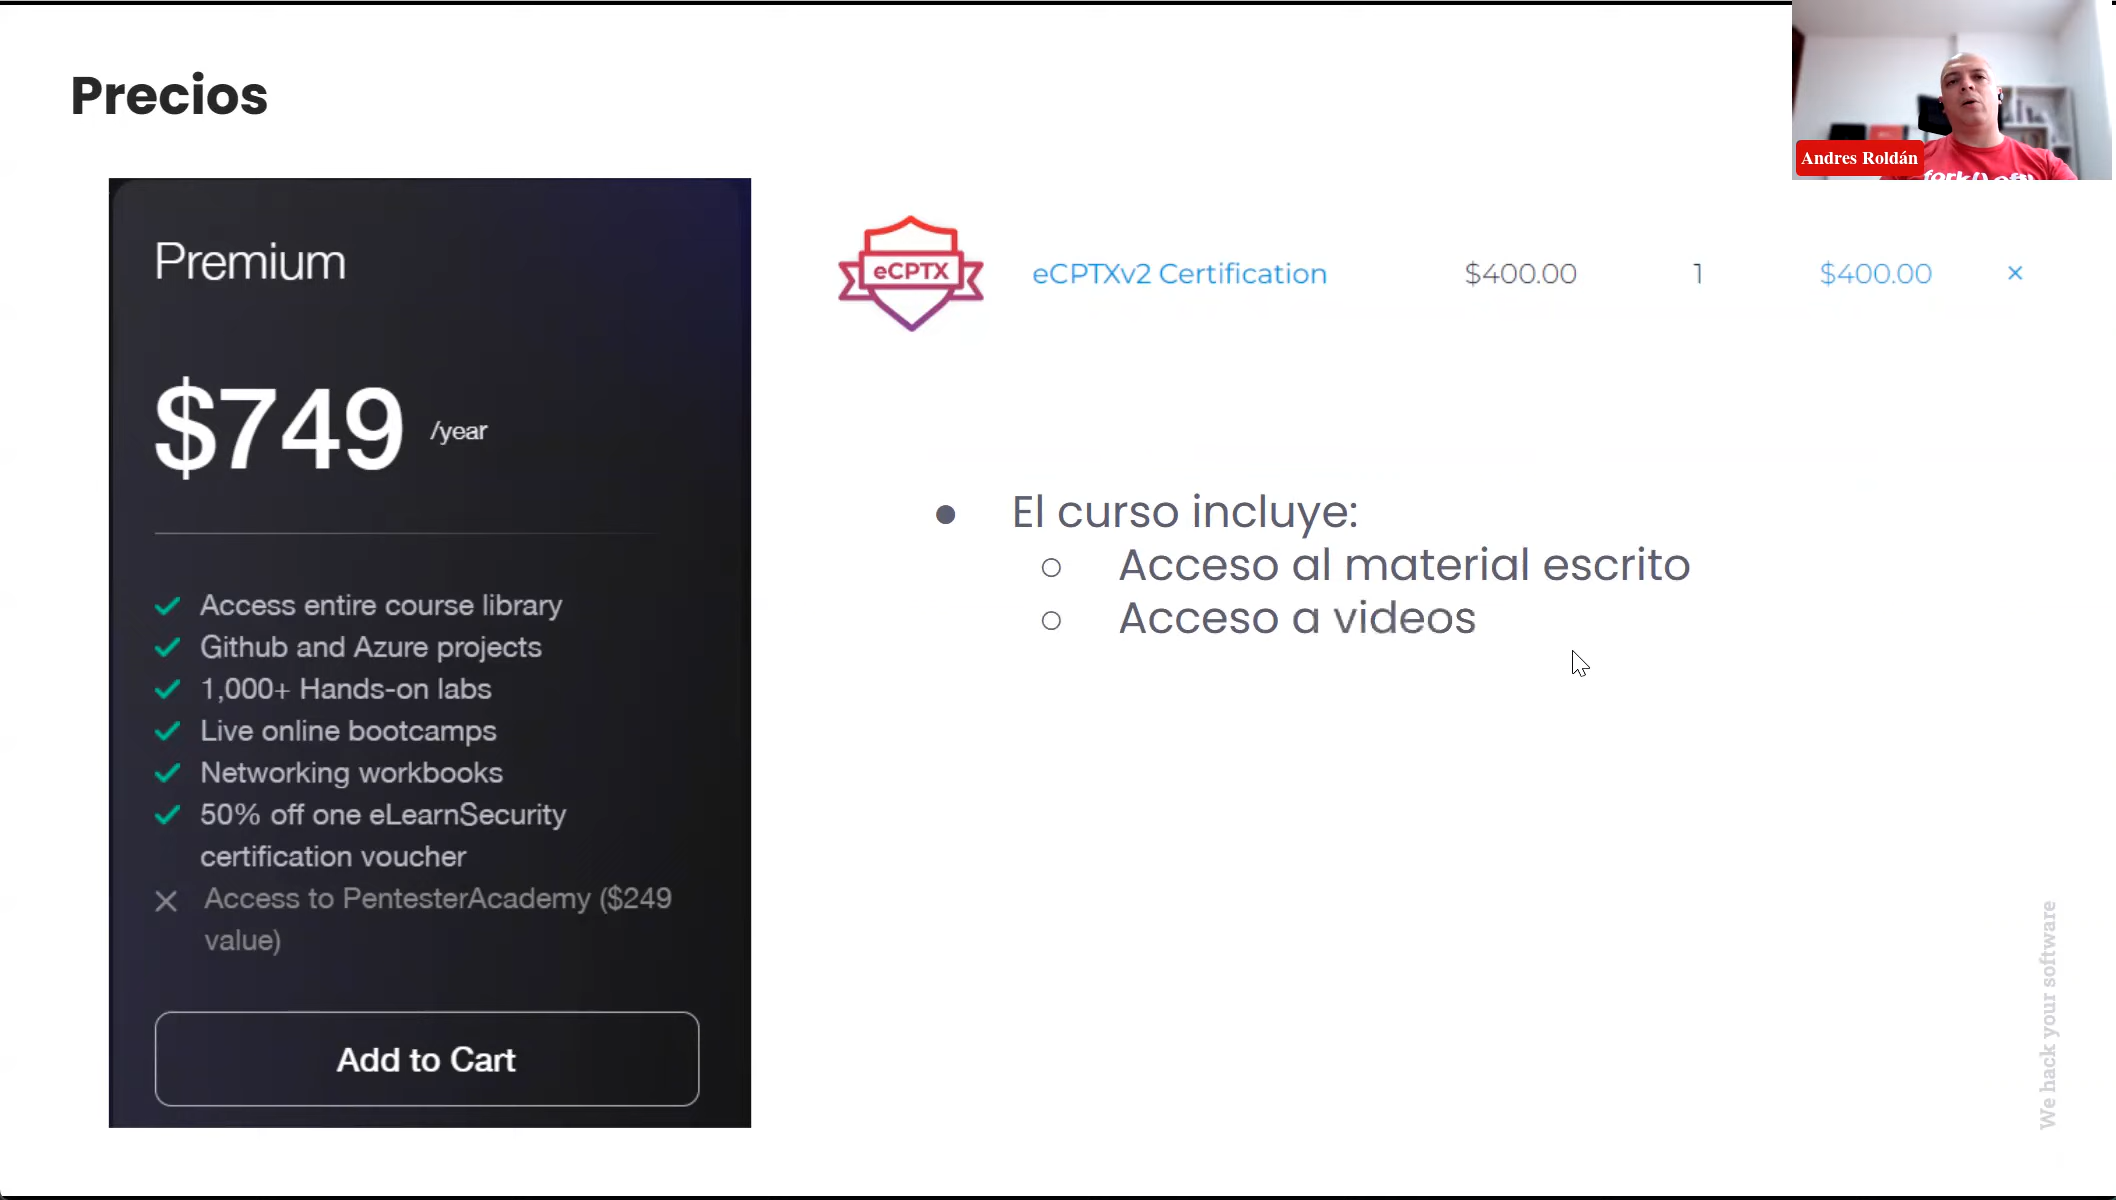 Precios
Andres Roldán
Premium
$749 /year
Access entire course library
Github and Azure projects
1,000+ Hands-on labs
Live online bootcamps
Networking workbooks
50% off one eLearnSecurity
certification voucher
Access to PentesterAcademy ($249
value)
Add to Cart
eCPTX
eCPTXv2 Certification $400.00 1 $400.00 ×
El curso incluye:
Acceso al material escrito
Acceso a videos
We hack your software